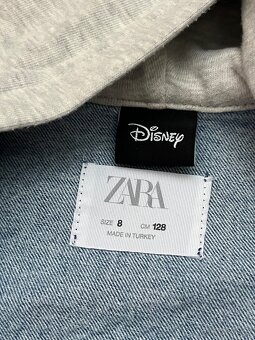 Disney
ZARA
SIZE 8 CM 128
MADE IN TURKEY